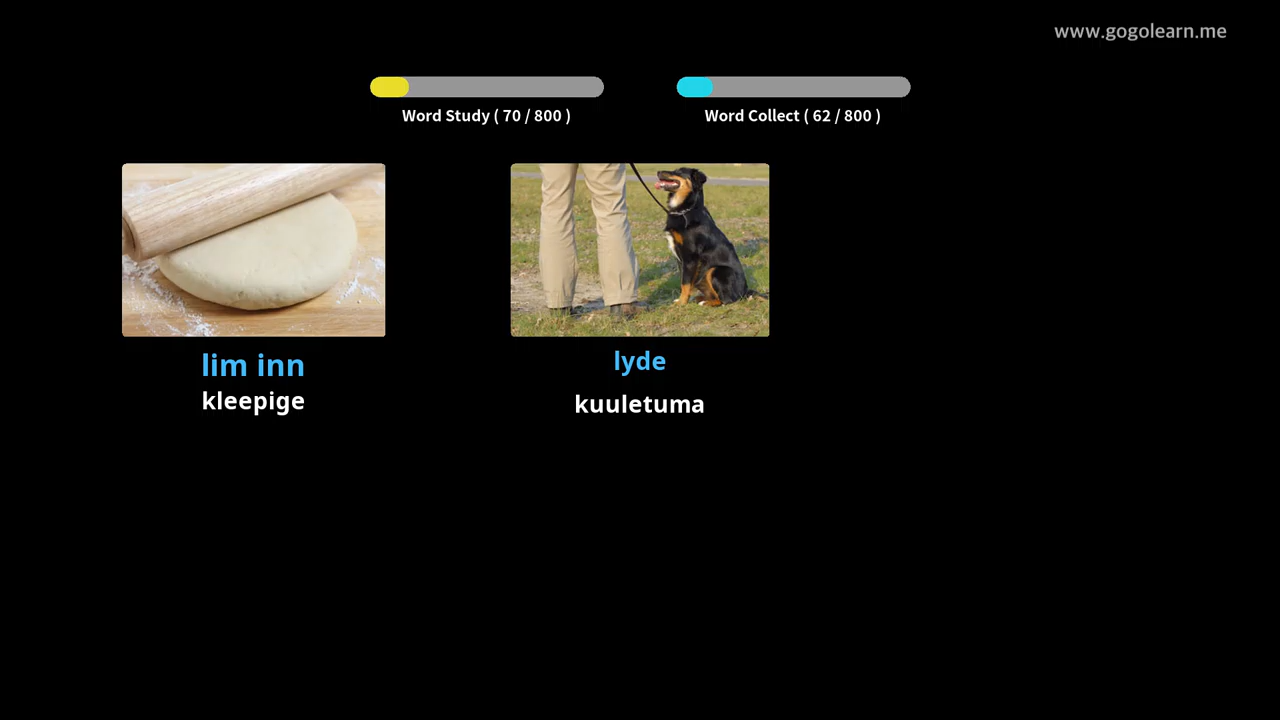 www.gogolearn.me
Word Study ( 70 / 800 )
Word Collect ( 62 / 800 )
lim inn
kleepige
lyde
kuuletuma